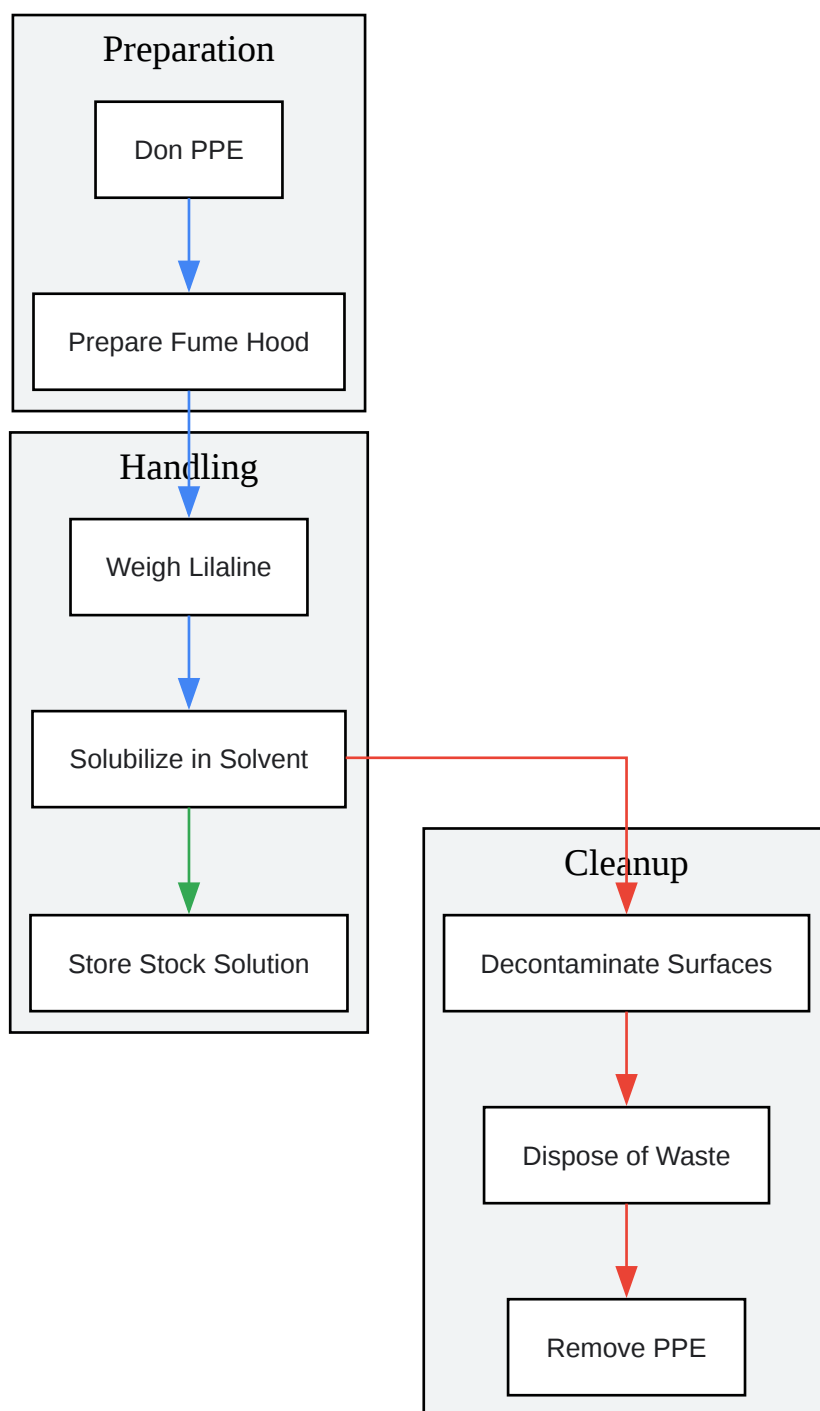 Preparation
Don PPE
Prepare Fume Hood
Handling
Weigh Lilaline
Solubilize in Solvent
Store Stock Solution
Cleanup
Decontaminate Surfaces
Dispose of Waste
Remove PPE